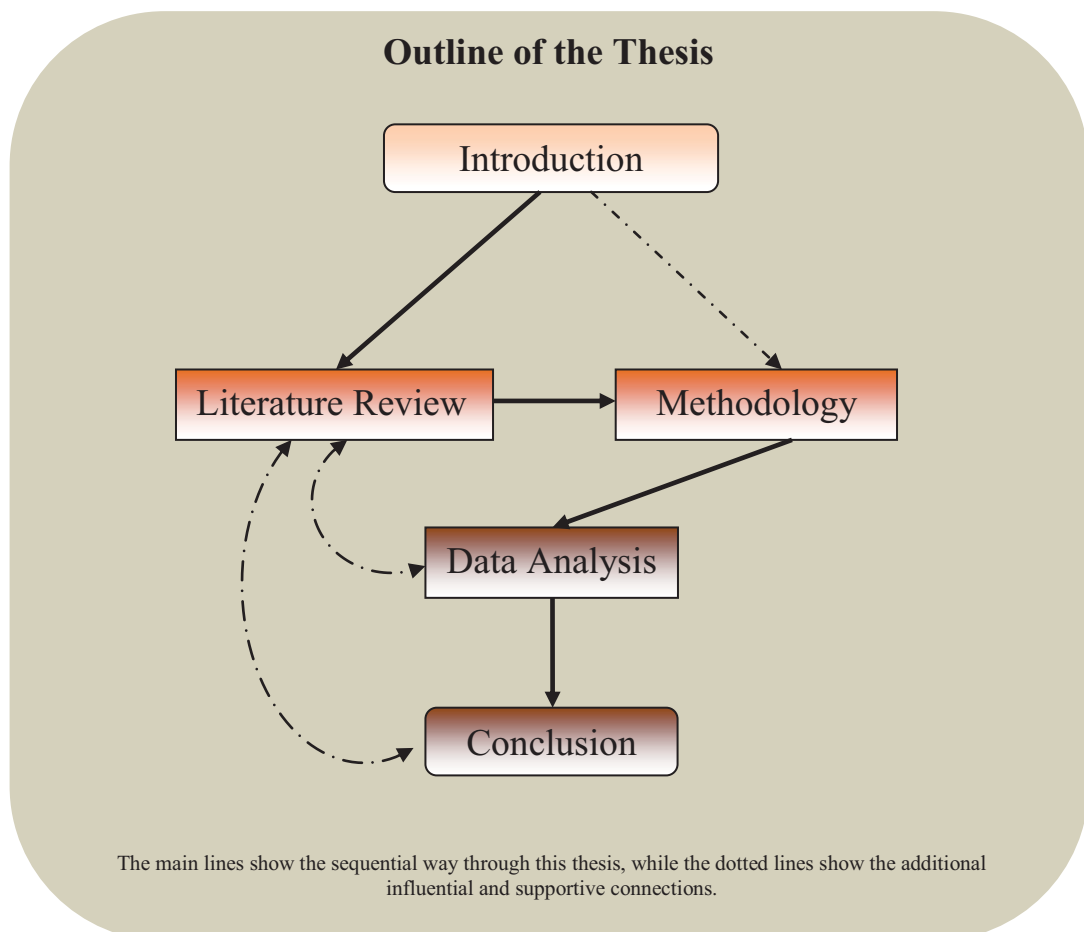 Outline of the Thesis
Introduction
Literature Review
Methodology
Data Analysis
Conclusion
The main lines show the sequential way through this thesis, while the dotted lines show the additional
influential and supportive connections.